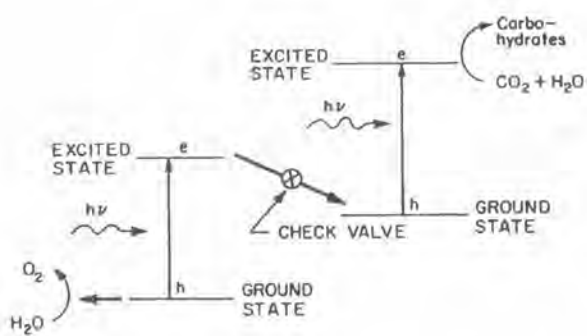 Carbo-
hydrates
EXCITED
STATE
e
CO₂ + H₂O
hν
EXCITED
STATE
e
hν
h
GROUND
STATE
CHECK VALVE
O₂
H₂O
h
GROUND
STATE